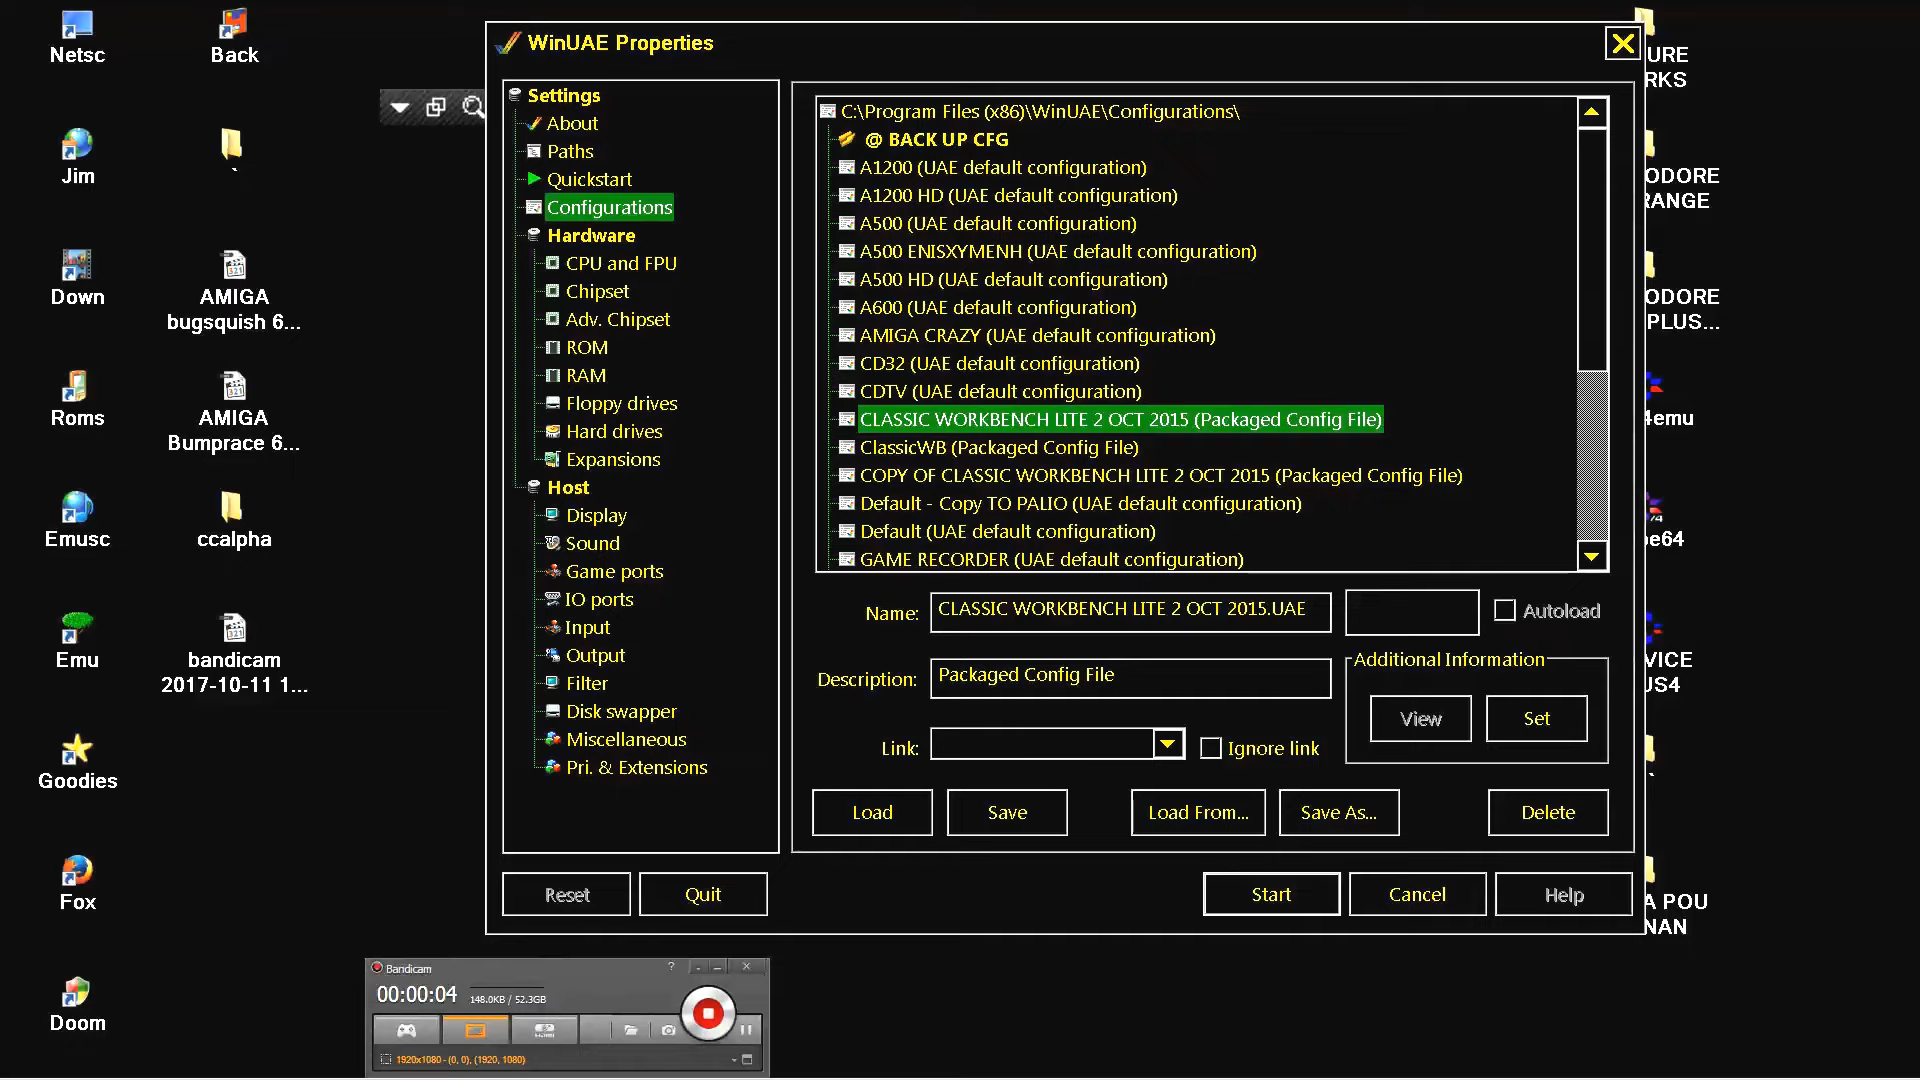 Netsc
Back
Jim
`
Down
AMIGA
bugsquish 6...
Roms
AMIGA
Bumprace 6...
Emusc
ccalpha
Emu
bandicam
2017-10-11 1...
Goodies
Fox
Doom
WinUAE Properties
Settings
About
Paths
Quickstart
Configurations
Hardware
CPU and FPU
Chipset
Adv. Chipset
ROM
RAM
Floppy drives
Hard drives
Expansions
Host
Display
Sound
Game ports
IO ports
Input
Output
Filter
Disk swapper
Miscellaneous
Pri. & Extensions
C:\Program Files (x86)\WinUAE\Configurations\
@ BACK UP CFG
A1200 (UAE default configuration)
A1200 HD (UAE default configuration)
A500 (UAE default configuration)
A500 ENISXYMENH (UAE default configuration)
A500 HD (UAE default configuration)
A600 (UAE default configuration)
AMIGA CRAZY (UAE default configuration)
CD32 (UAE default configuration)
CDTV (UAE default configuration)
CLASSIC WORKBENCH LITE 2 OCT 2015 (Packaged Config File)
ClassicWB (Packaged Config File)
COPY OF CLASSIC WORKBENCH LITE 2 OCT 2015 (Packaged Config File)
Default - Copy TO PALIO (UAE default configuration)
Default (UAE default configuration)
GAME RECORDER (UAE default configuration)
Name: CLASSIC WORKBENCH LITE 2 OCT 2015.UAE
Autoload
Description: Packaged Config File
Additional Information
View Set
Link:
Ignore link
Load Save Load From... Save As... Delete
Reset Quit Start Cancel Help
URE
RKS
ODORE
RANGE
ODORE
PLUS...
4emu
pe64
VICE
US4
A POU
NAN
Bandicam
00:00:04 148.0KB / 52.3GB
1920x1080 - (0, 0), (1920, 1080)